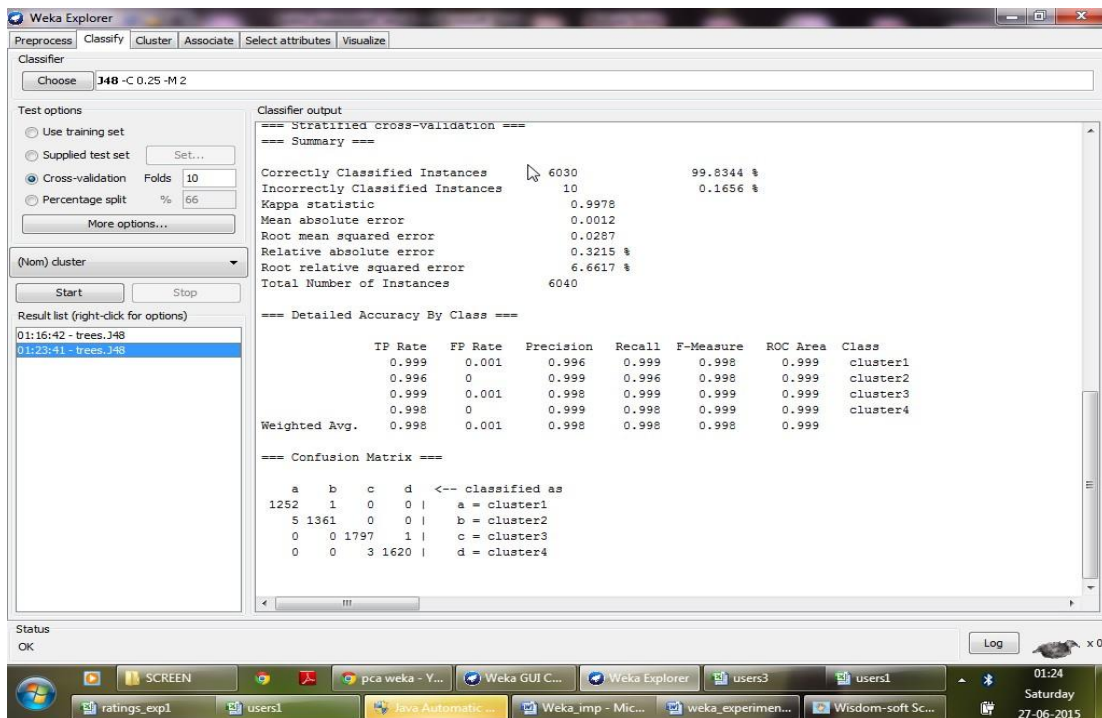 Weka Explorer
Preprocess Classify Cluster Associate Select attributes Visualize
Classifier
Choose J48 -C 0.25 -M 2
Test options
Use training set
Supplied test set Set...
Cross-validation Folds 10
Percentage split % 66
More options...
(Nom) cluster
Start Stop
Result list (right-click for options)
01:16:42 - trees.J48
01:23:41 - trees.J48
Classifier output
=== Stratified cross-validation ===
=== Summary ===
Correctly Classified Instances 6030 99.8344 %
Incorrectly Classified Instances 10 0.1656 %
Kappa statistic 0.9978
Mean absolute error 0.0012
Root mean squared error 0.0287
Relative absolute error 0.3215 %
Root relative squared error 6.6617 %
Total Number of Instances 6040
=== Detailed Accuracy By Class ===
TP Rate FP Rate Precision Recall F-Measure ROC Area Class
0.999 0.001 0.996 0.999 0.998 0.999 cluster1
0.996 0 0.999 0.996 0.998 0.999 cluster2
0.999 0.001 0.998 0.999 0.999 0.999 cluster3
0.998 0 0.999 0.998 0.999 0.999 cluster4
Weighted Avg. 0.998 0.001 0.998 0.998 0.998 0.999
=== Confusion Matrix ===
a b c d <-- classified as
1252 1 0 0 | a = cluster1
5 1361 0 0 | b = cluster2
0 0 1797 1 | c = cluster3
0 0 3 1620 | d = cluster4
Status
OK
Log x 0
SCREEN pca weka - Y... Weka GUI C... Weka Explorer users3 users1
ratings_exp1 users1 Java Automatic ... Weka_imp - Mic... weka_experimen... Wisdom-soft Sc...
01:24
Saturday
27-06-2015